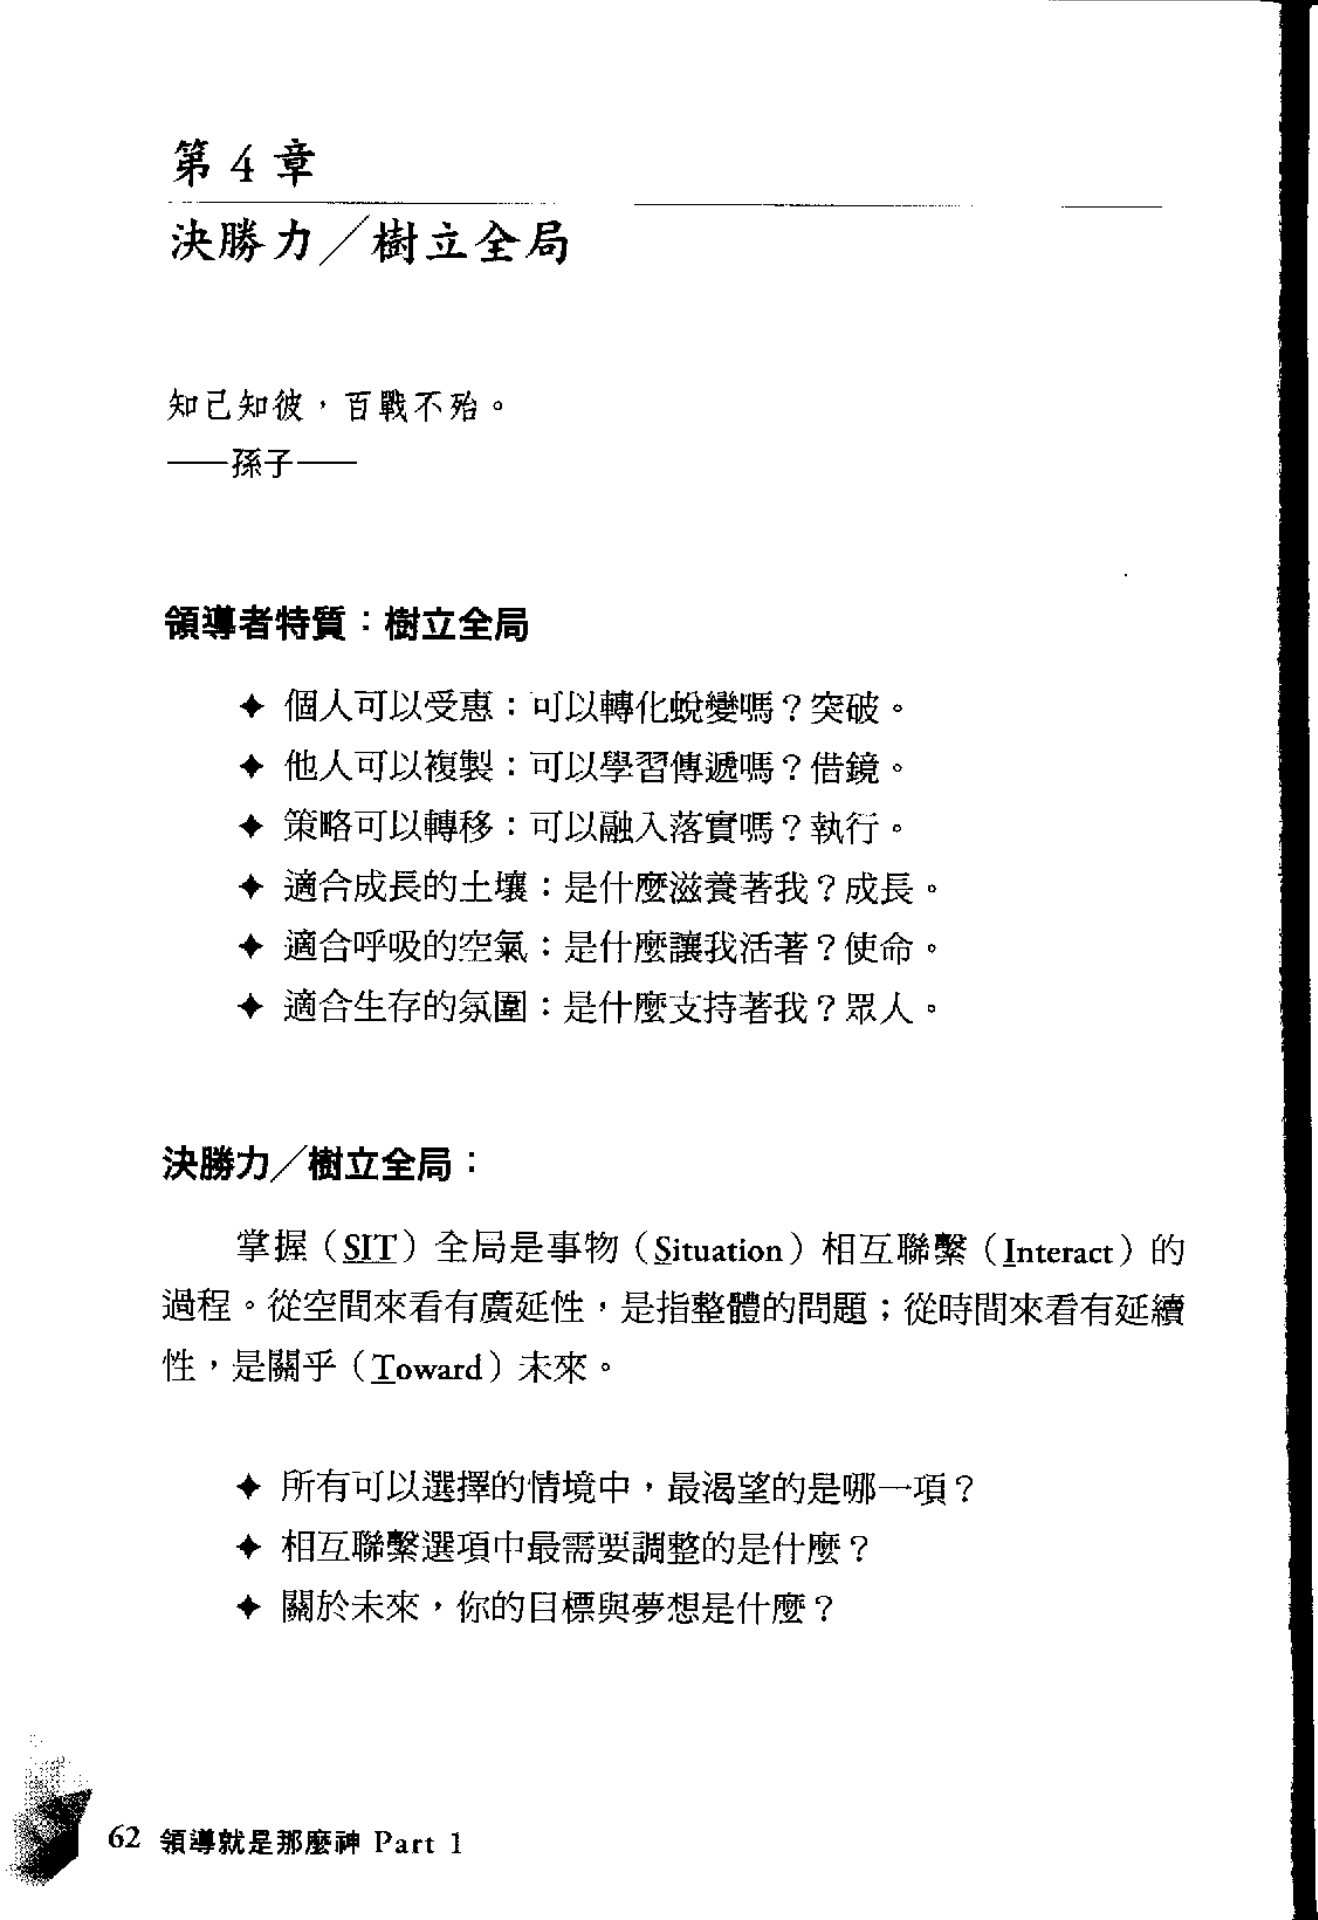 第4章
決勝力／樹立全局
知己知彼，百戰不殆。
——孫子——
領導者特質：樹立全局
✦ 個人可以受惠：可以轉化蛻變嗎？突破。
✦ 他人可以複製：可以學習傳遞嗎？借鏡。
✦ 策略可以轉移：可以融入落實嗎？執行。
✦ 適合成長的土壤：是什麼滋養著我？成長。
✦ 適合呼吸的空氣：是什麼讓我活著？使命。
✦ 適合生存的氛圍：是什麼支持著我？眾人。
決勝力／樹立全局：
掌握（SIT）全局是事物（Situation）相互聯繫（Interact）的
過程。從空間來看有廣延性，是指整體的問題；從時間來看有延續
性，是關乎（Toward）未來。
✦ 所有可以選擇的情境中，最渴望的是哪一項？
✦ 相互聯繫選項中最需要調整的是什麼？
✦ 關於未來，你的目標與夢想是什麼？
62 領導就是那麼神 Part 1